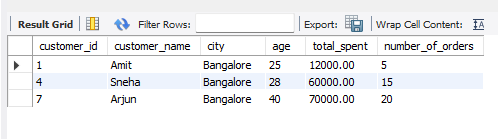 Result Grid Filter Rows: Export: Wrap Cell Content:
customer_id customer_name city age total_spent number_of_orders
1 Amit Bangalore 25 12000.00 5
4 Sneha Bangalore 28 60000.00 15
7 Arjun Bangalore 40 70000.00 20